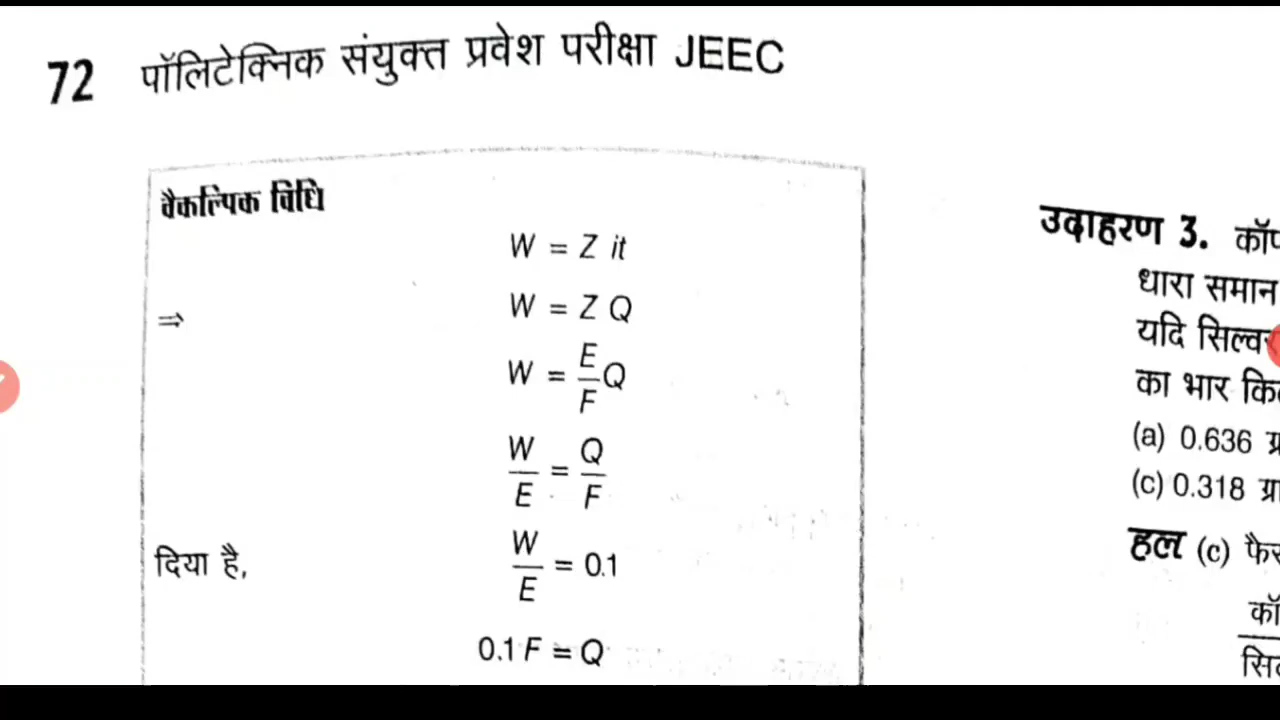 72 पॉलिटेक्निक संयुक्त प्रवेश परीक्षा JEEC
वैकल्पिक विधि
W = Z it
⇒ W = Z Q
W = E/F Q
W/E = Q/F
दिया है, W/E = 0.1
0.1 F = Q
उदाहरण 3.
धारा समान
यदि
का भार
(a) 0.636
(c) 0.318
हल (c)